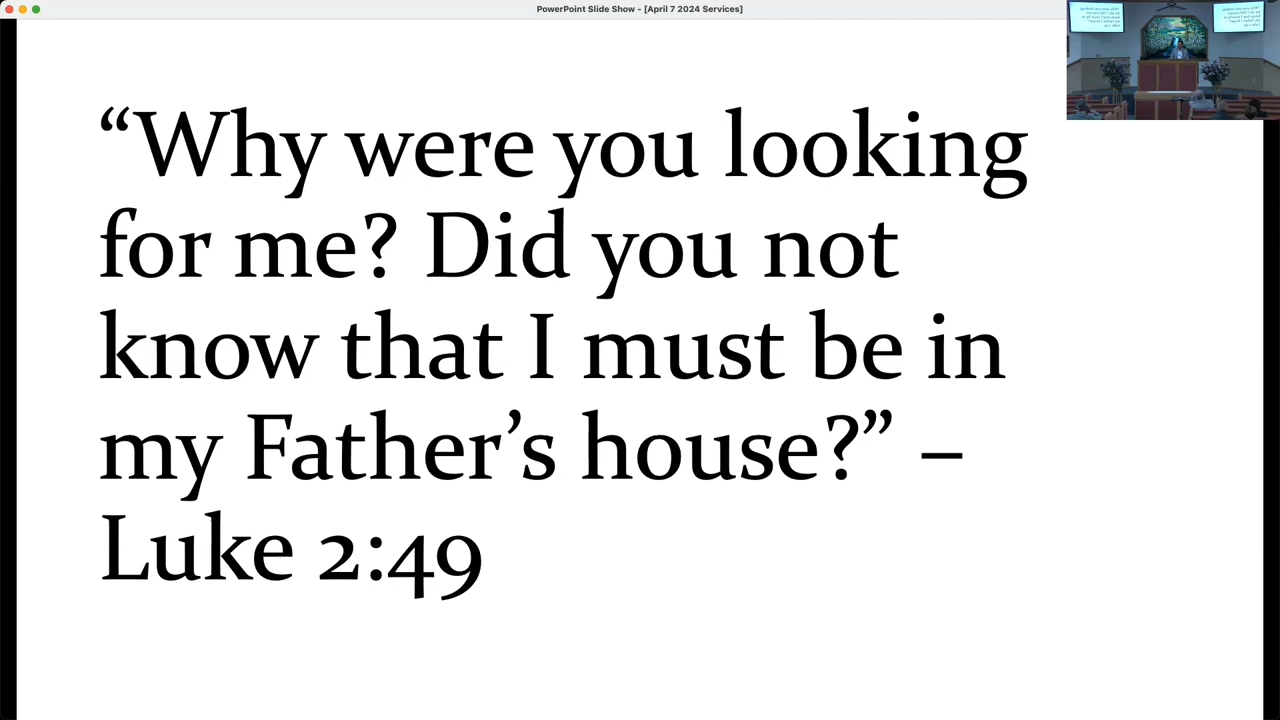 PowerPoint Slide Show - [April 7 2024 Services]
“Why were you looking
for me? Did you not
know that I must be in
my Father’s house?” –
Luke 2:49